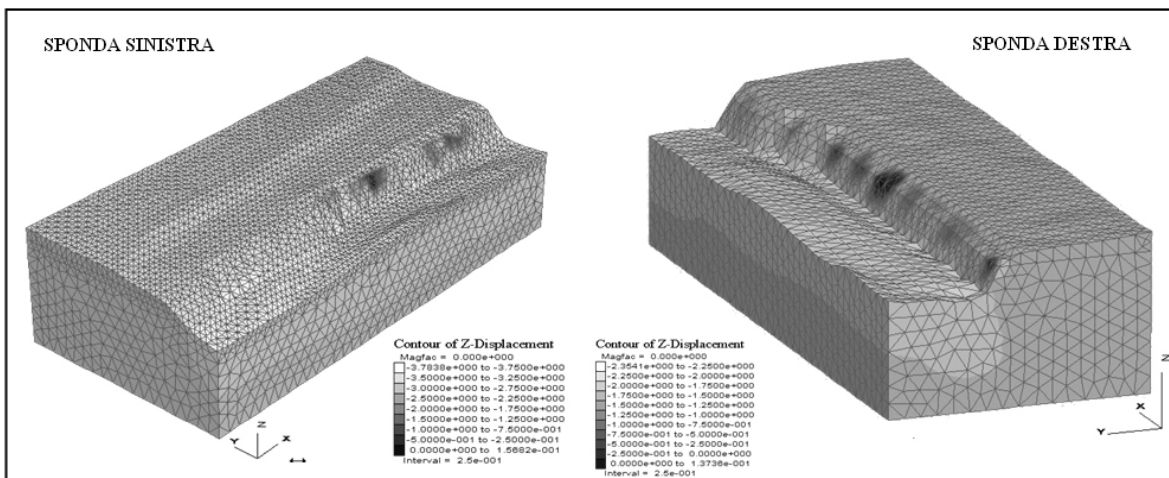 SPONDA SINISTRA
SPONDA DESTRA
Contour of Z-Displacement
Magfac = 0.000e+000
-3.7838e+000 to -3.7500e+000
-3.5000e+000 to -3.2500e+000
-3.0000e+000 to -2.7500e+000
-2.5000e+000 to -2.2500e+000
-2.0000e+000 to -1.7500e+000
-1.5000e+000 to -1.2500e+000
-1.0000e+000 to -7.5000e-001
-5.0000e-001 to -2.5000e-001
0.0000e+000 to 1.5682e-001
Interval = 2.5e-001
Contour of Z-Displacement
Magfac = 0.000e+000
-2.3541e+000 to -2.2500e+000
-2.2500e+000 to -2.0000e+000
-2.0000e+000 to -1.7500e+000
-1.7500e+000 to -1.5000e+000
-1.5000e+000 to -1.2500e+000
-1.2500e+000 to -1.0000e+000
-1.0000e+000 to -7.5000e-001
-7.5000e-001 to -5.0000e-001
-5.0000e-001 to -2.5000e-001
-2.5000e-001 to 0.0000e+000
0.0000e+000 to 1.3736e-001
Interval = 2.5e-001
Z
Y
X
Z
X
Y